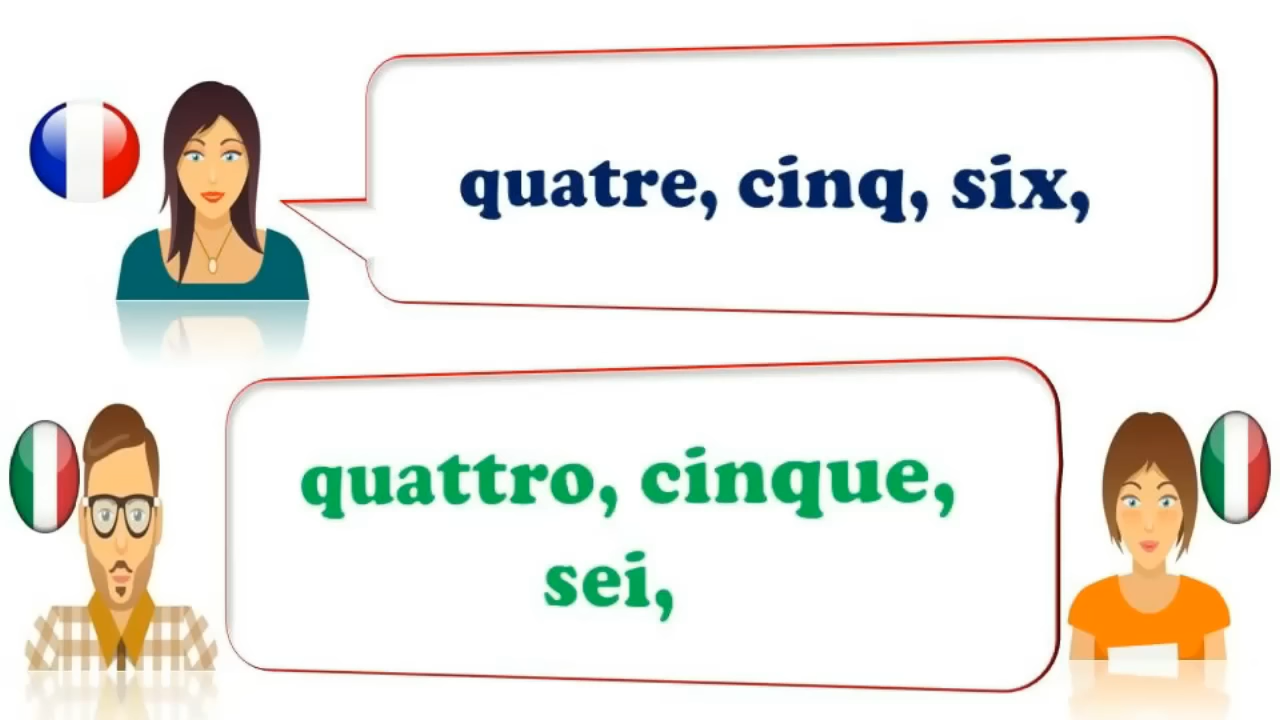 quatre, cinq, six,
quattro, cinque,
sei,